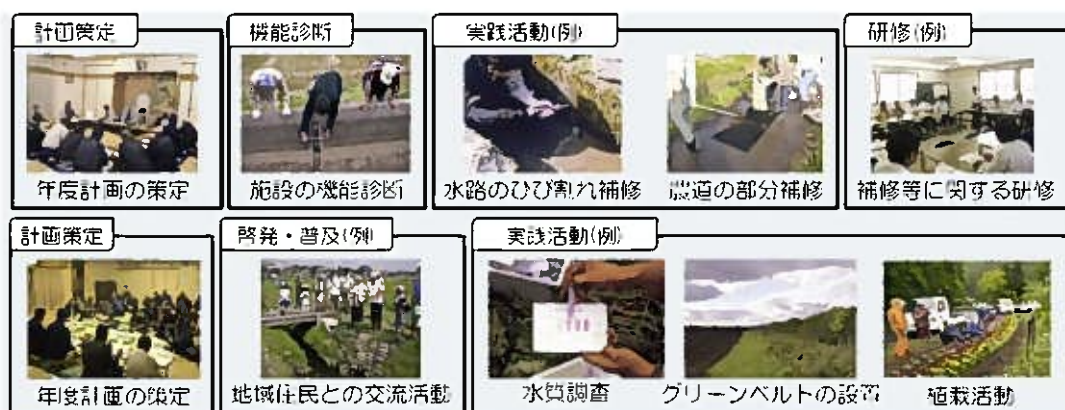 計画策定
機能診断
実践活動(例)
研修(例)
年度計画の策定
施設の機能診断
水路のひび割れ補修
農道の部分補修
補修等に関する研修
計画策定
啓発・普及(例)
実践活動(例)
年度計画の策定
地域住民との交流活動
水質調査
グリーンベルトの設置
植栽活動